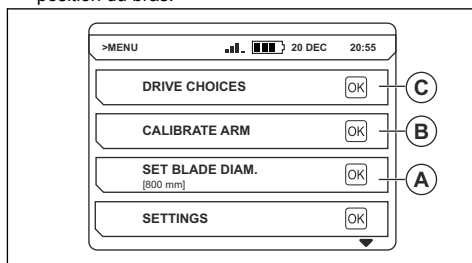 position du bras.
>MENU 20 DEC 20:55
DRIVE CHOICES OK C
CALIBRATE ARM OK B
SET BLADE DIAM. OK A
[800 mm]
SETTINGS OK